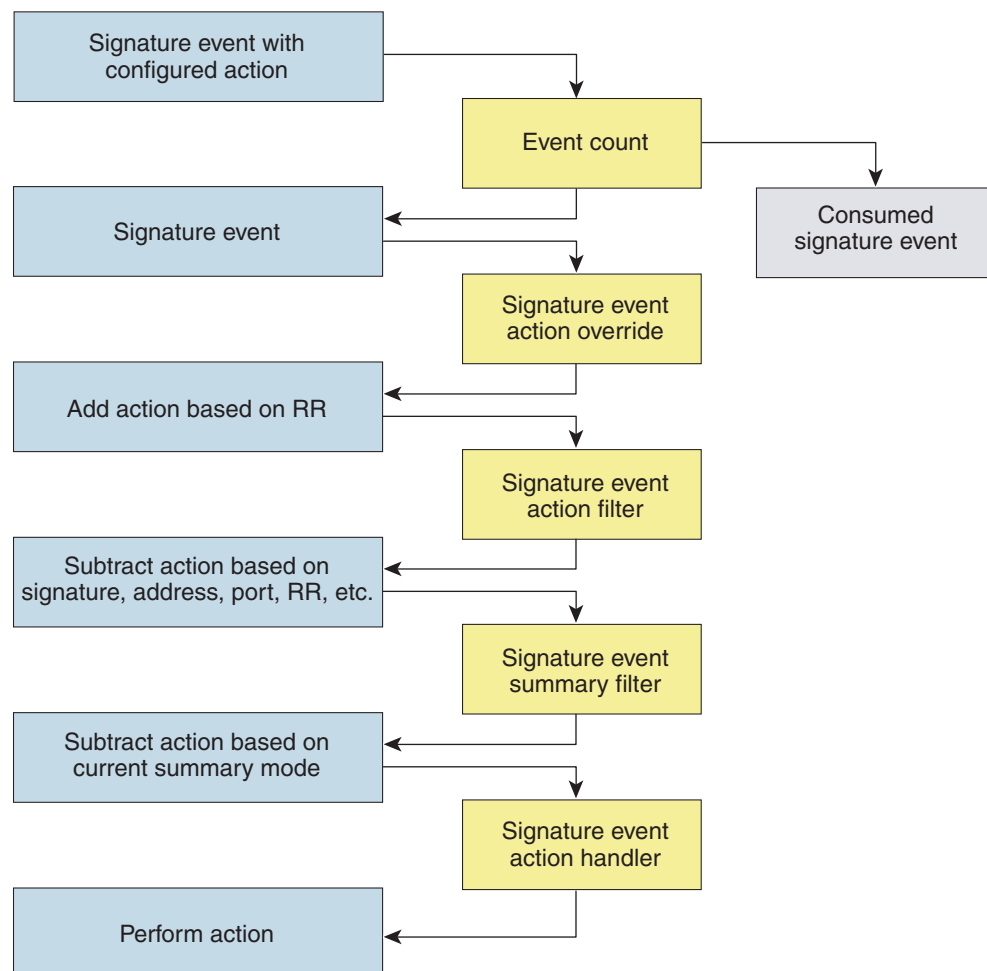 Signature event with
configured action
Event count
Consumed
signature event
Signature event
Signature event
action override
Add action based on RR
Signature event
action filter
Subtract action based on
signature, address, port, RR, etc.
Signature event
summary filter
Subtract action based on
current summary mode
Signature event
action handler
Perform action